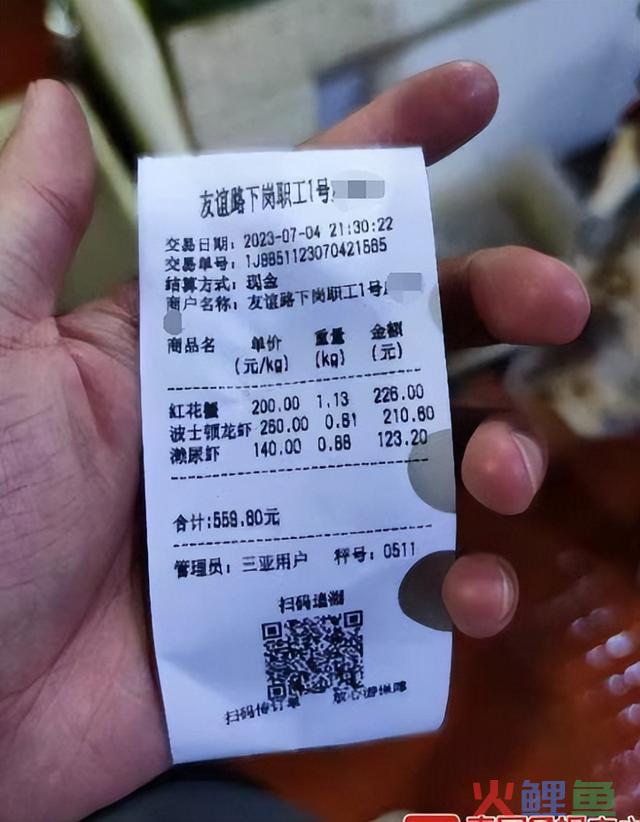 友谊路下岗职工1号
交易日期：2023-07-04 21:30:22
交易单号：1J8851123070421585
结算方式：现金
商户名称：友谊路下岗职工1号
商品名 单价 重量 金额
(元/kg) (kg) (元)
红花蟹 200.00 1.13 226.00
波士顿龙虾 260.00 0.81 210.60
濑尿虾 140.00 0.88 123.20
合计:559.80元
管理员：三亚用户 秤号：0511
扫码追溯
扫码传订单 放心游保障
火鲤鱼